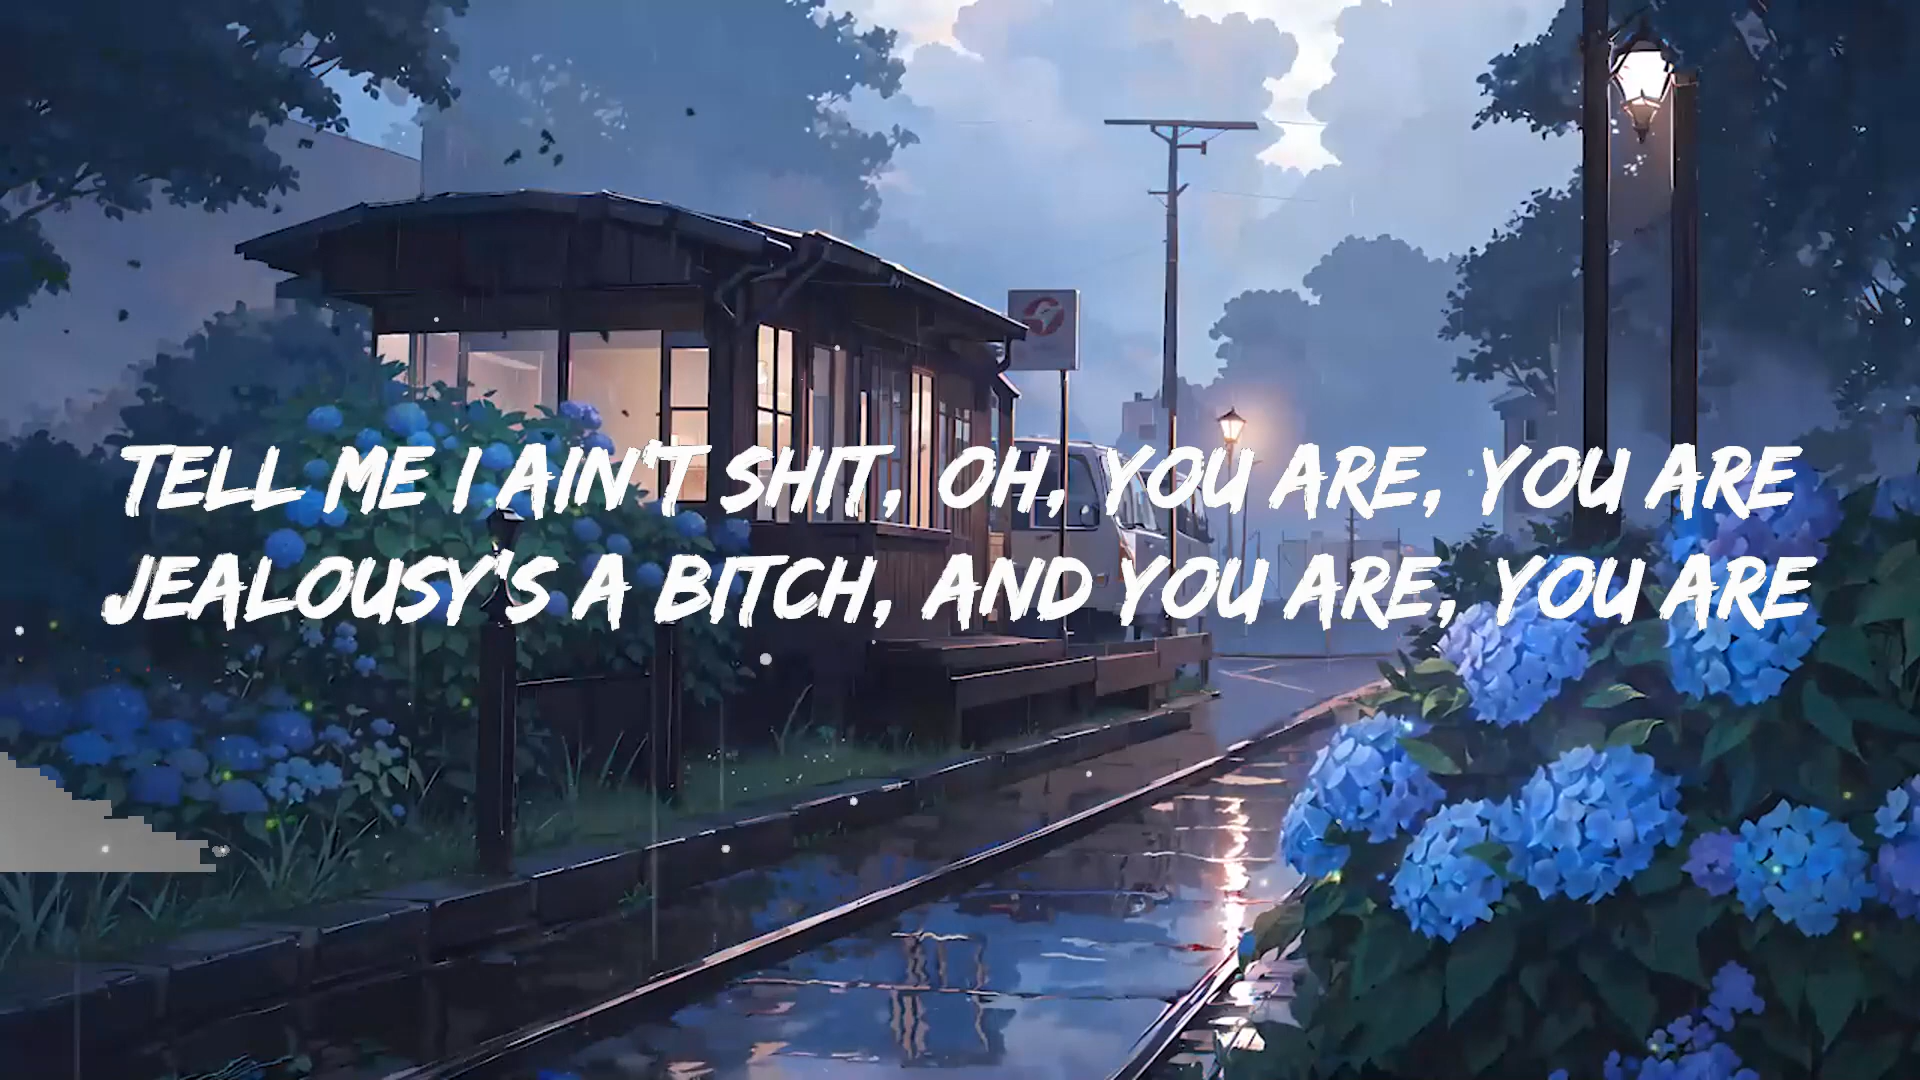 TELL ME I AIN'T SHIT, OH, YOU ARE, YOU ARE
JEALOUSY'S A BITCH, AND YOU ARE, YOU ARE